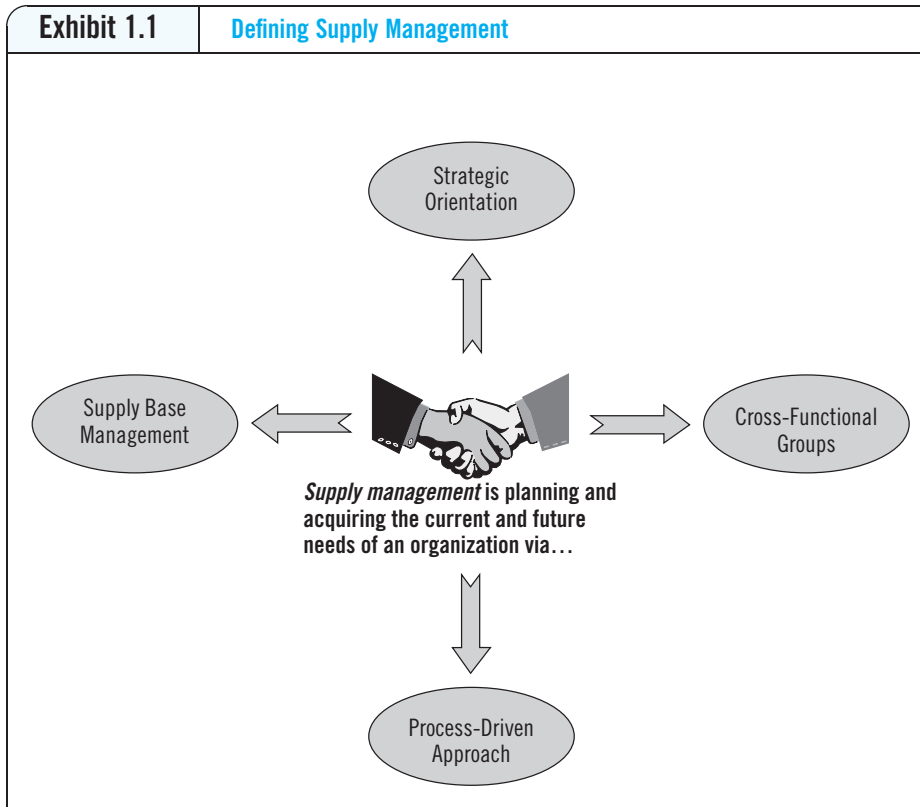 Exhibit 1.1
Defining Supply Management
Strategic
Orientation
Supply Base
Management
Cross-Functional
Groups
Supply management is planning and
acquiring the current and future
needs of an organization via...
Process-Driven
Approach